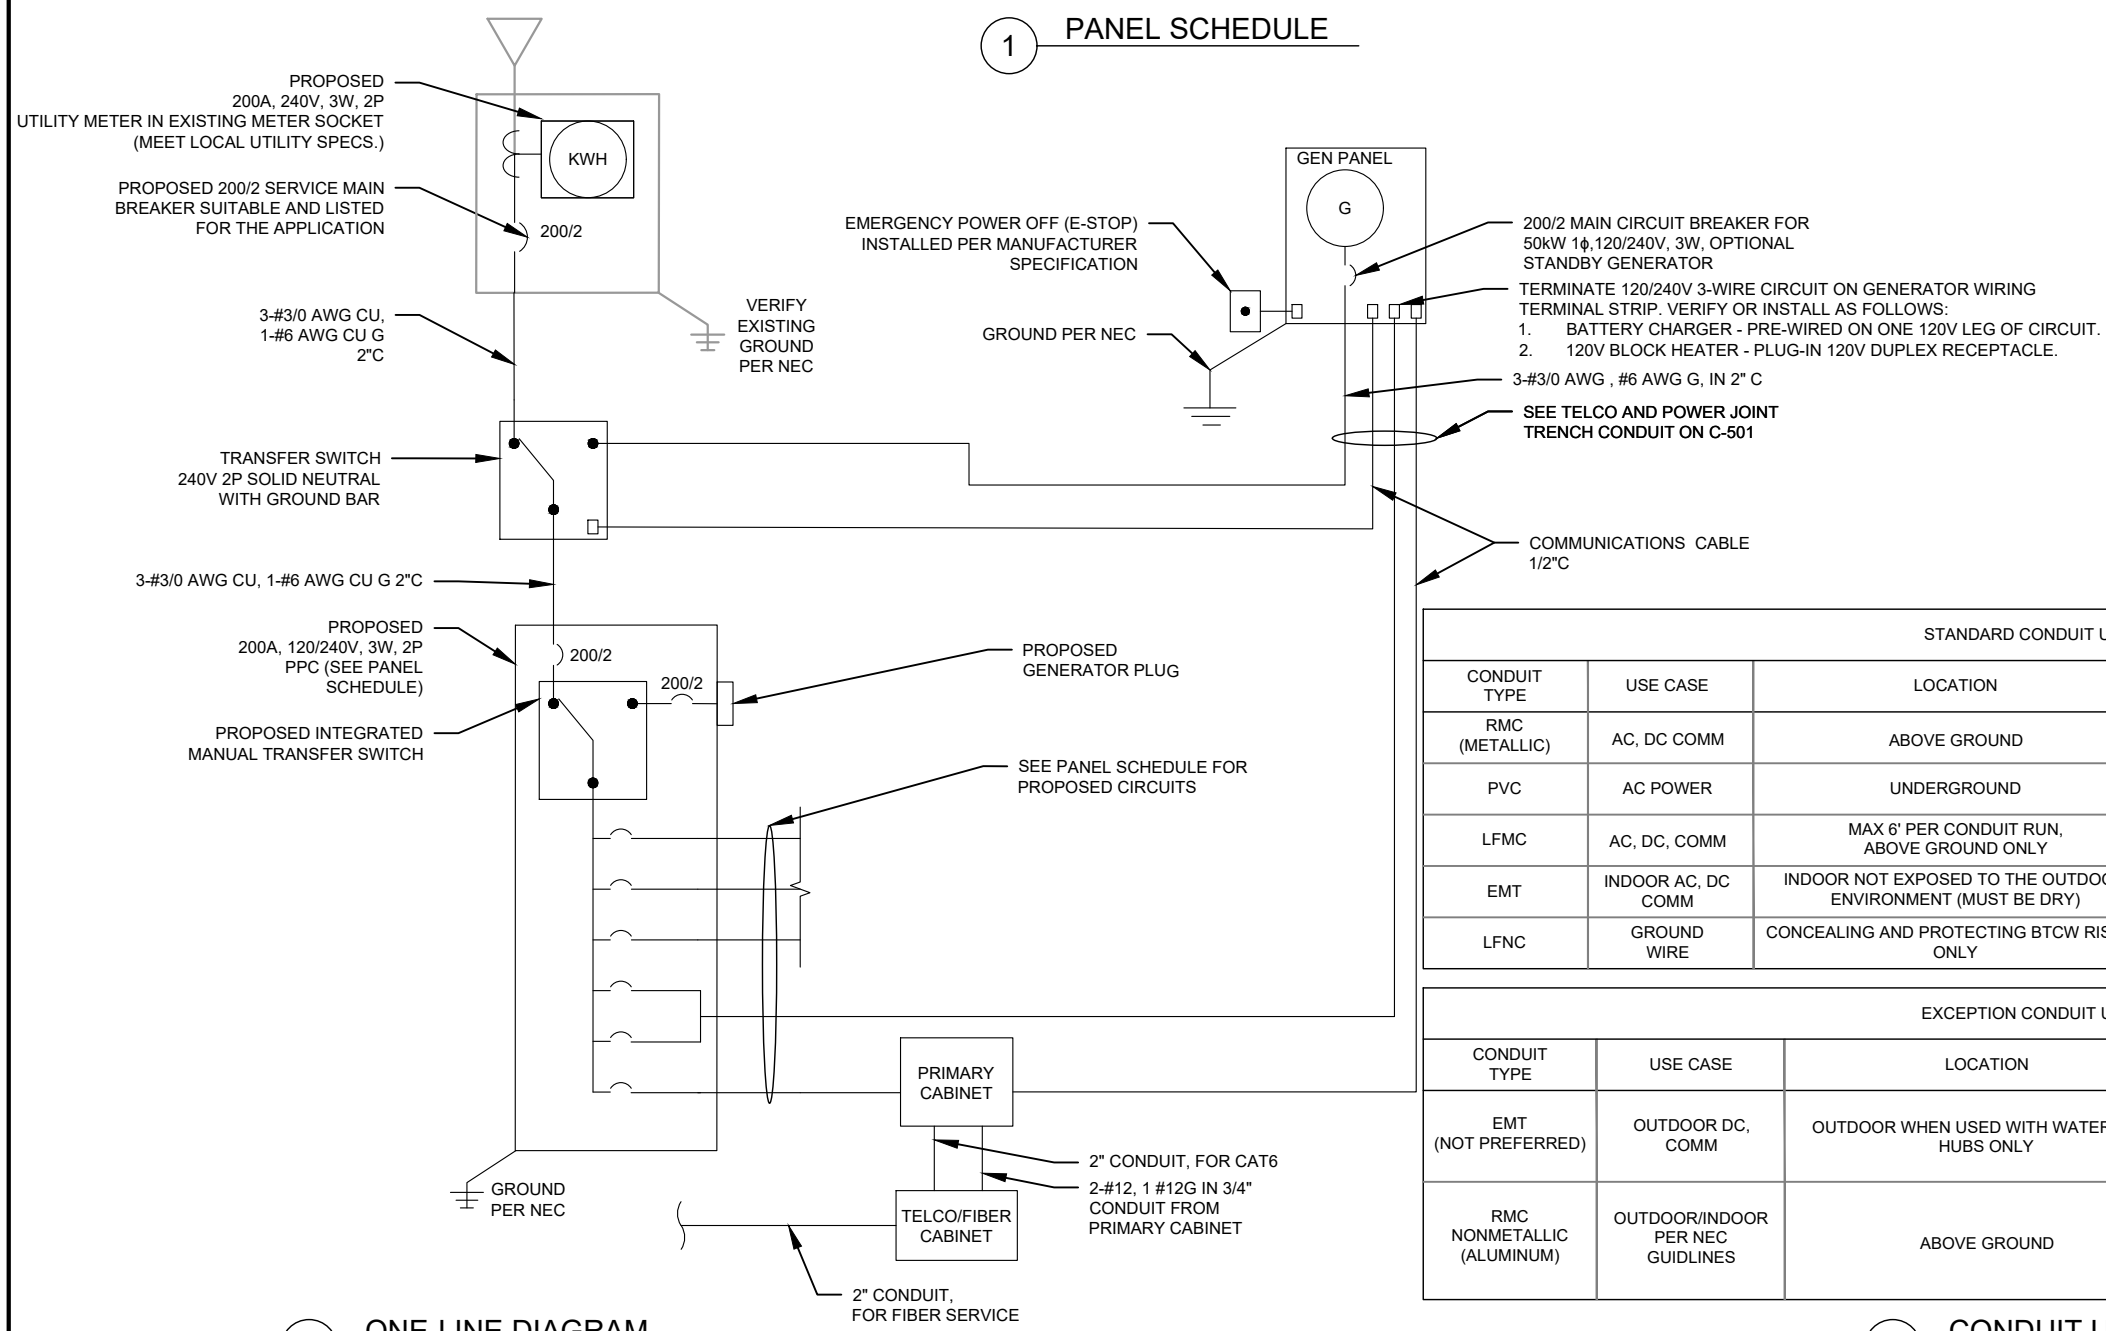 1
PANEL SCHEDULE
PROPOSED
200A, 240V, 3W, 2P
UTILITY METER IN EXISTING METER SOCKET
(MEET LOCAL UTILITY SPECS.)
KWH
PROPOSED 200/2 SERVICE MAIN
BREAKER SUITABLE AND LISTED
FOR THE APPLICATION
200/2
3-#3/0 AWG CU,
1-#6 AWG CU G
2"C
VERIFY
EXISTING
GROUND
PER NEC
GEN PANEL
G
EMERGENCY POWER OFF (E-STOP)
INSTALLED PER MANUFACTURER
SPECIFICATION
GROUND PER NEC
200/2 MAIN CIRCUIT BREAKER FOR
50kW 1ϕ,120/240V, 3W, OPTIONAL
STANDBY GENERATOR
TERMINATE 120/240V 3-WIRE CIRCUIT ON GENERATOR WIRING
TERMINAL STRIP. VERIFY OR INSTALL AS FOLLOWS:
1. BATTERY CHARGER - PRE-WIRED ON ONE 120V LEG OF CIRCUIT.
2. 120V BLOCK HEATER - PLUG-IN 120V DUPLEX RECEPTACLE.
3-#3/0 AWG , #6 AWG G, IN 2" C
SEE TELCO AND POWER JOINT
TRENCH CONDUIT ON C-501
TRANSFER SWITCH
240V 2P SOLID NEUTRAL
WITH GROUND BAR
COMMUNICATIONS CABLE
1/2"C
3-#3/0 AWG CU, 1-#6 AWG CU G 2"C
PROPOSED
200A, 120/240V, 3W, 2P
PPC (SEE PANEL
SCHEDULE)
200/2
200/2
PROPOSED
GENERATOR PLUG
PROPOSED INTEGRATED
MANUAL TRANSFER SWITCH
SEE PANEL SCHEDULE FOR
PROPOSED CIRCUITS
PRIMARY
CABINET
2" CONDUIT, FOR CAT6
2-#12, 1 #12G IN 3/4"
CONDUIT FROM
PRIMARY CABINET
GROUND
PER NEC
TELCO/FIBER
CABINET
2" CONDUIT,
FOR FIBER SERVICE
STANDARD CONDUIT
CONDUIT
TYPE
USE CASE
LOCATION
RMC
(METALLIC)
AC, DC COMM
ABOVE GROUND
PVC
AC POWER
UNDERGROUND
LFMC
AC, DC, COMM
MAX 6' PER CONDUIT RUN,
ABOVE GROUND ONLY
EMT
INDOOR AC, DC
COMM
INDOOR NOT EXPOSED TO THE
ENVIRONMENT (MUST BE DRY)
LFNC
GROUND
WIRE
CONCEALING AND PROTECTING BTCW
ONLY
EXCEPTION CONDUIT
CONDUIT
TYPE
USE CASE
LOCATION
EMT
(NOT PREFERRED)
OUTDOOR DC,
COMM
OUTDOOR WHEN USED WITH
HUBS ONLY
RMC
NONMETALLIC
(ALUMINUM)
OUTDOOR/INDOOR
PER NEC
GUIDLINES
ABOVE GROUND
ONE-LINE DIAGRAM
CONDUIT